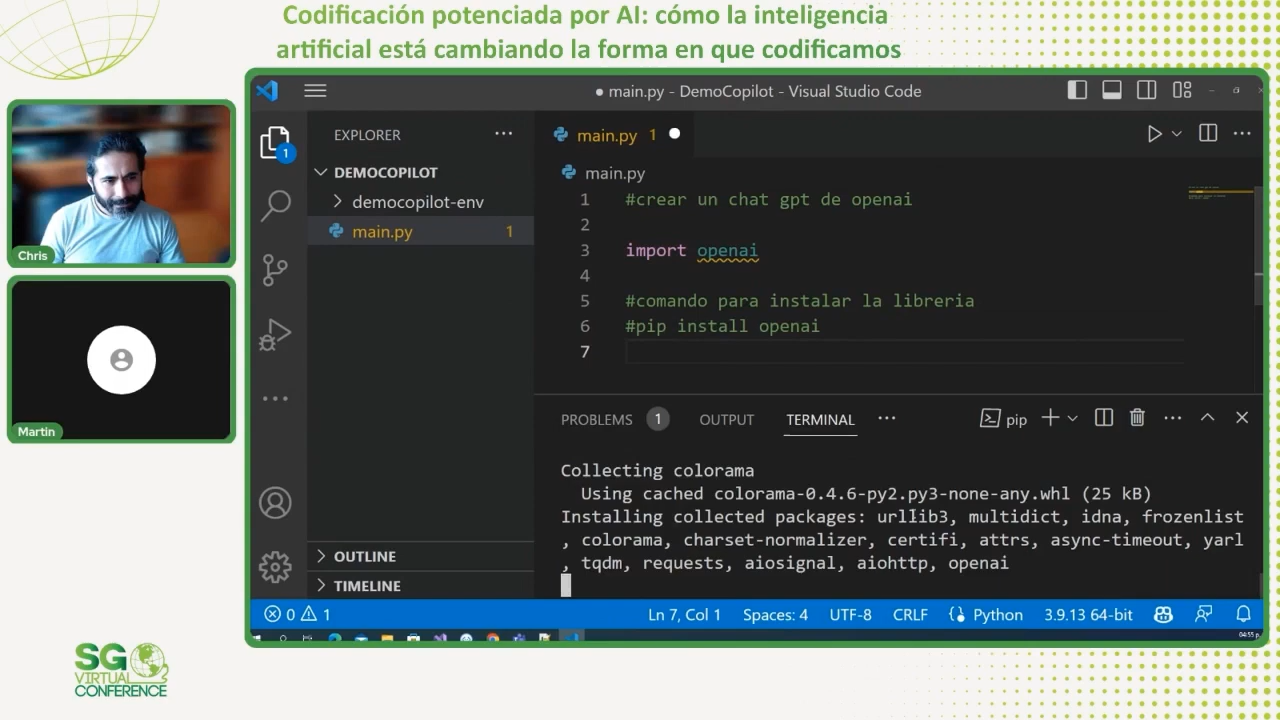 Codificación potenciada por AI: cómo la inteligencia
artificial está cambiando la forma en que codificamos
Chris
Martin
main.py - DemoCopilot - Visual Studio Code
1
EXPLORER
DEMOCOPILOT
democopilot-env
main.py 1
OUTLINE
TIMELINE
main.py 1
main.py
1 #crear un chat gpt de openai
2
3 import openai
4
5 #comando para instalar la libreria
6 #pip install openai
7
PROBLEMS 1 OUTPUT TERMINAL
pip
Collecting colorama
Using cached colorama-0.4.6-py2.py3-none-any.whl (25 kB)
Installing collected packages: urllib3, multidict, idna, frozenlist
, colorama, charset-normalizer, certifi, attrs, async-timeout, yarl
, tqdm, requests, aiosignal, aiohttp, openai
0 1 Ln 7, Col 1 Spaces: 4 UTF-8 CRLF Python 3.9.13 64-bit
04:55 p.
SG
VIRTUAL
CONFERENCE